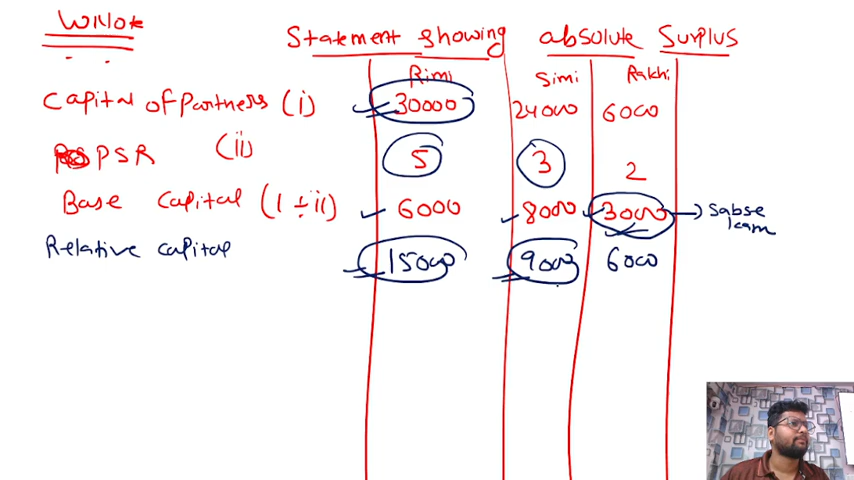 Statement showing absolute Surplus
Rimi Simi Rakhi
Capital of Partners (i) 30000 24000 6000
PSR (ii) 5 3 2
Base Capital (1 ÷ ii) 6000 8000 3000 → Sabse kam
Relative capital 15000 9000 6000